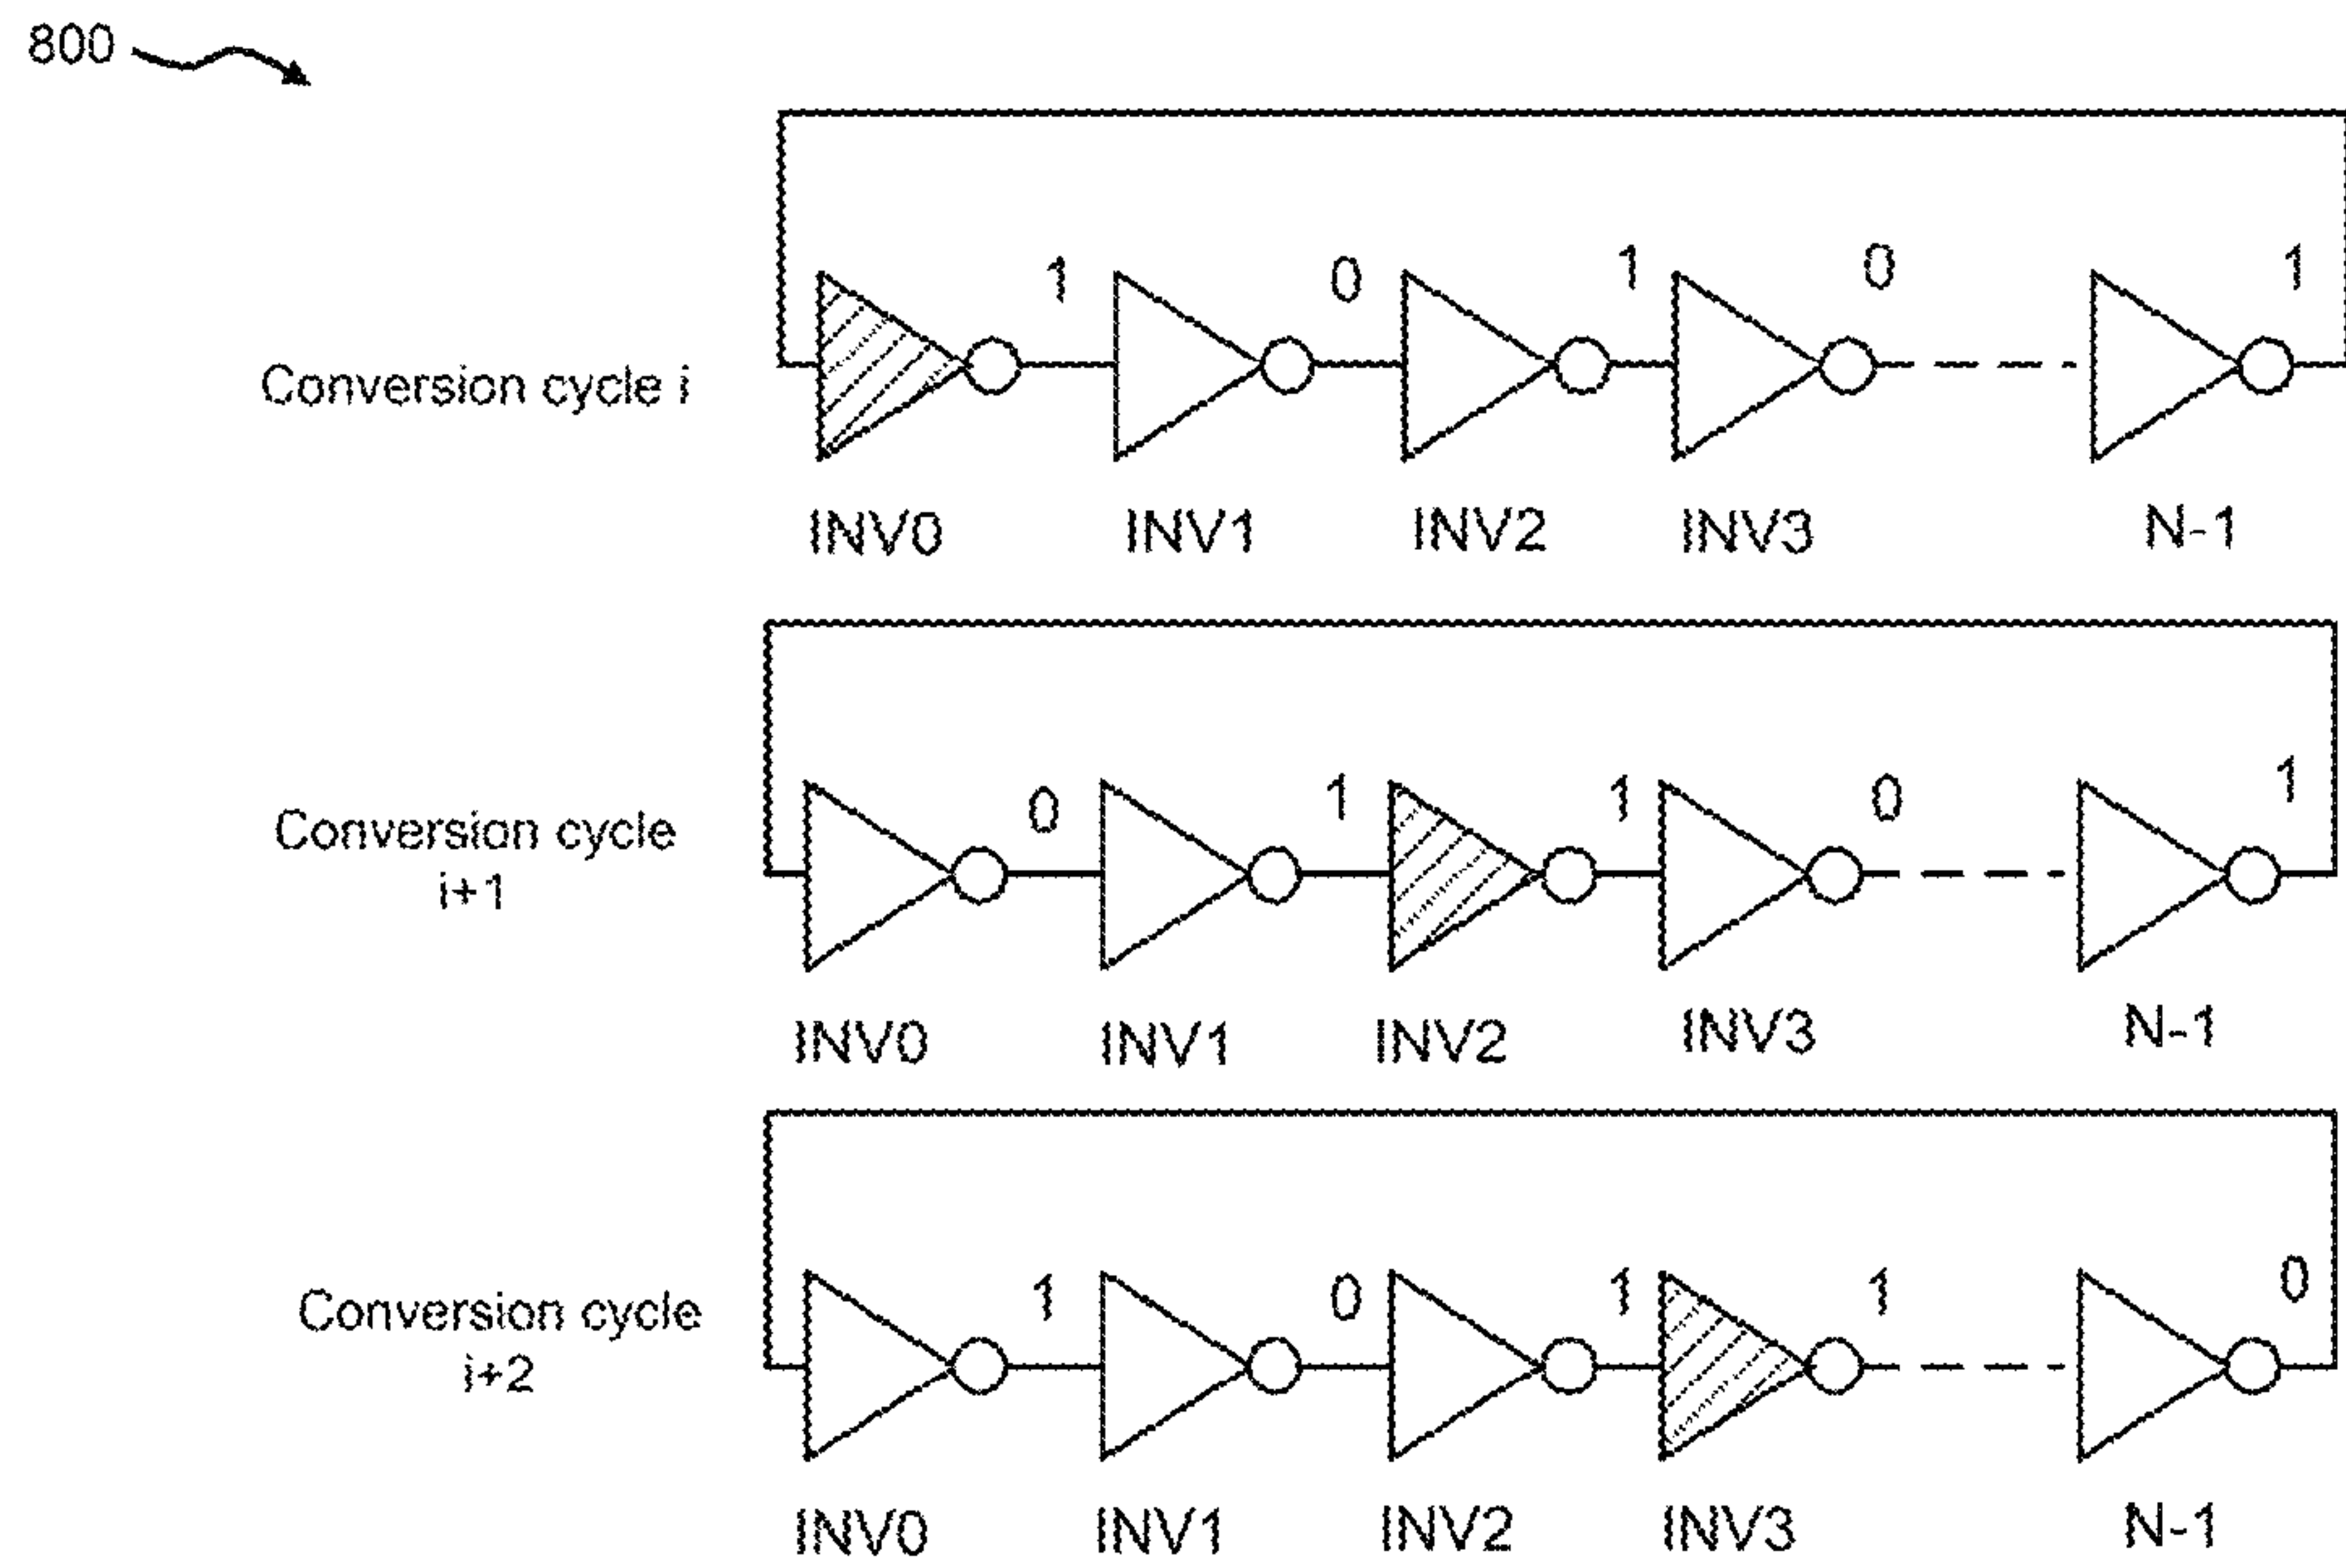 800
1 0 1 0 1
Conversion cycle i
INV0 INV1 INV2 INV3 N-1
0 1 1 0 1
Conversion cycle
i+1
INV0 INV1 INV2 INV3 N-1
1 0 1 1 0
Conversion cycle
i+2
INV0 INV1 INV2 INV3 N-1